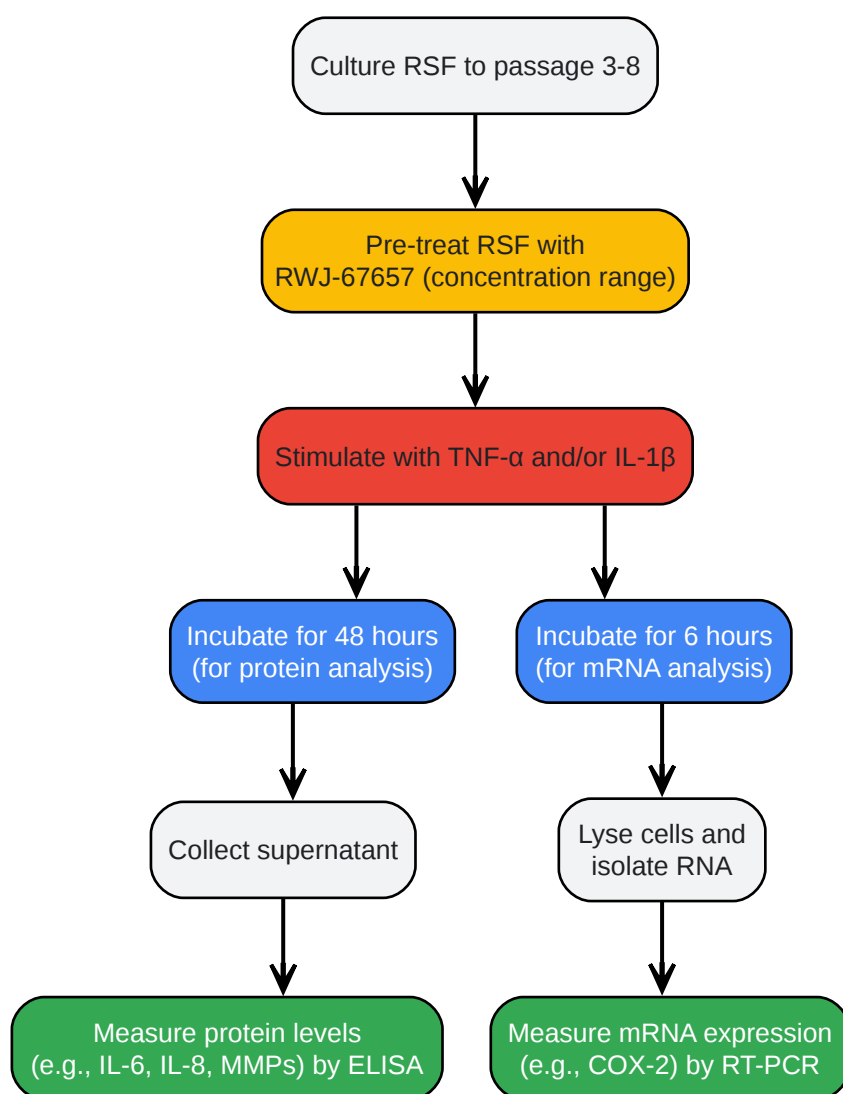 Culture RSF to passage 3-8
Pre-treat RSF with
RWJ-67657 (concentration range)
Stimulate with TNF-α and/or IL-1β
Incubate for 48 hours
(for protein analysis)
Incubate for 6 hours
(for mRNA analysis)
Collect supernatant
Lyse cells and
isolate RNA
Measure protein levels
(e.g., IL-6, IL-8, MMPs) by ELISA
Measure mRNA expression
(e.g., COX-2) by RT-PCR